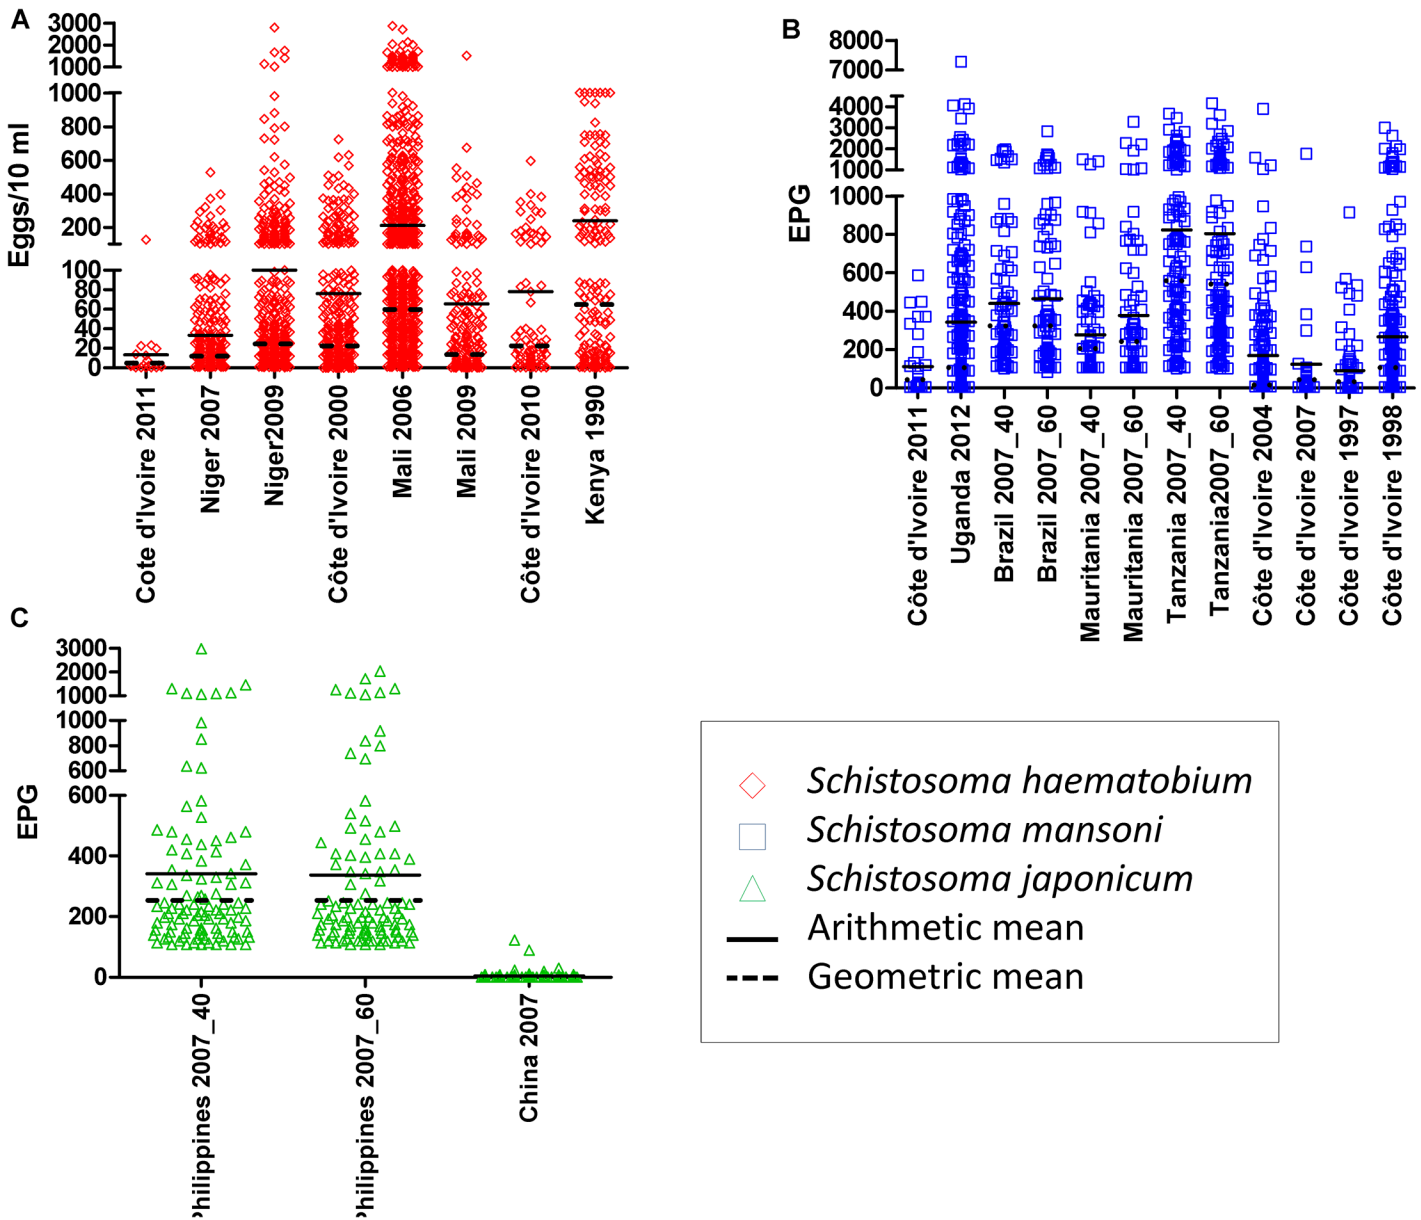 A
Eggs/10 ml
3000
2000
1000
1000
800
600
400
200
100
80
60
40
20
0
Cote d'Ivoire 2011
Niger 2007
Niger2009
Côte d'Ivoire 2000
Mali 2006
Mali 2009
Côte d'Ivoire 2010
Kenya 1990
B
EPG
8000
7000
4000
3000
2000
1000
800
600
400
200
0
Côte d'Ivoire 2011
Uganda 2012
Brazil 2007_40
Brazil 2007_60
Mauritania 2007_40
Mauritania 2007_60
Tanzania 2007_40
Tanzania2007_60
Côte d'Ivoire 2004
Côte d'Ivoire 2007
Côte d'Ivoire 1997
Côte d'Ivoire 1998
C
EPG
3000
2000
1000
1000
800
600
600
400
200
0
Philippines 2007_40
Philippines 2007_60
China 2007
Schistosoma haematobium
Schistosoma mansoni
Schistosoma japonicum
Arithmetic mean
Geometric mean